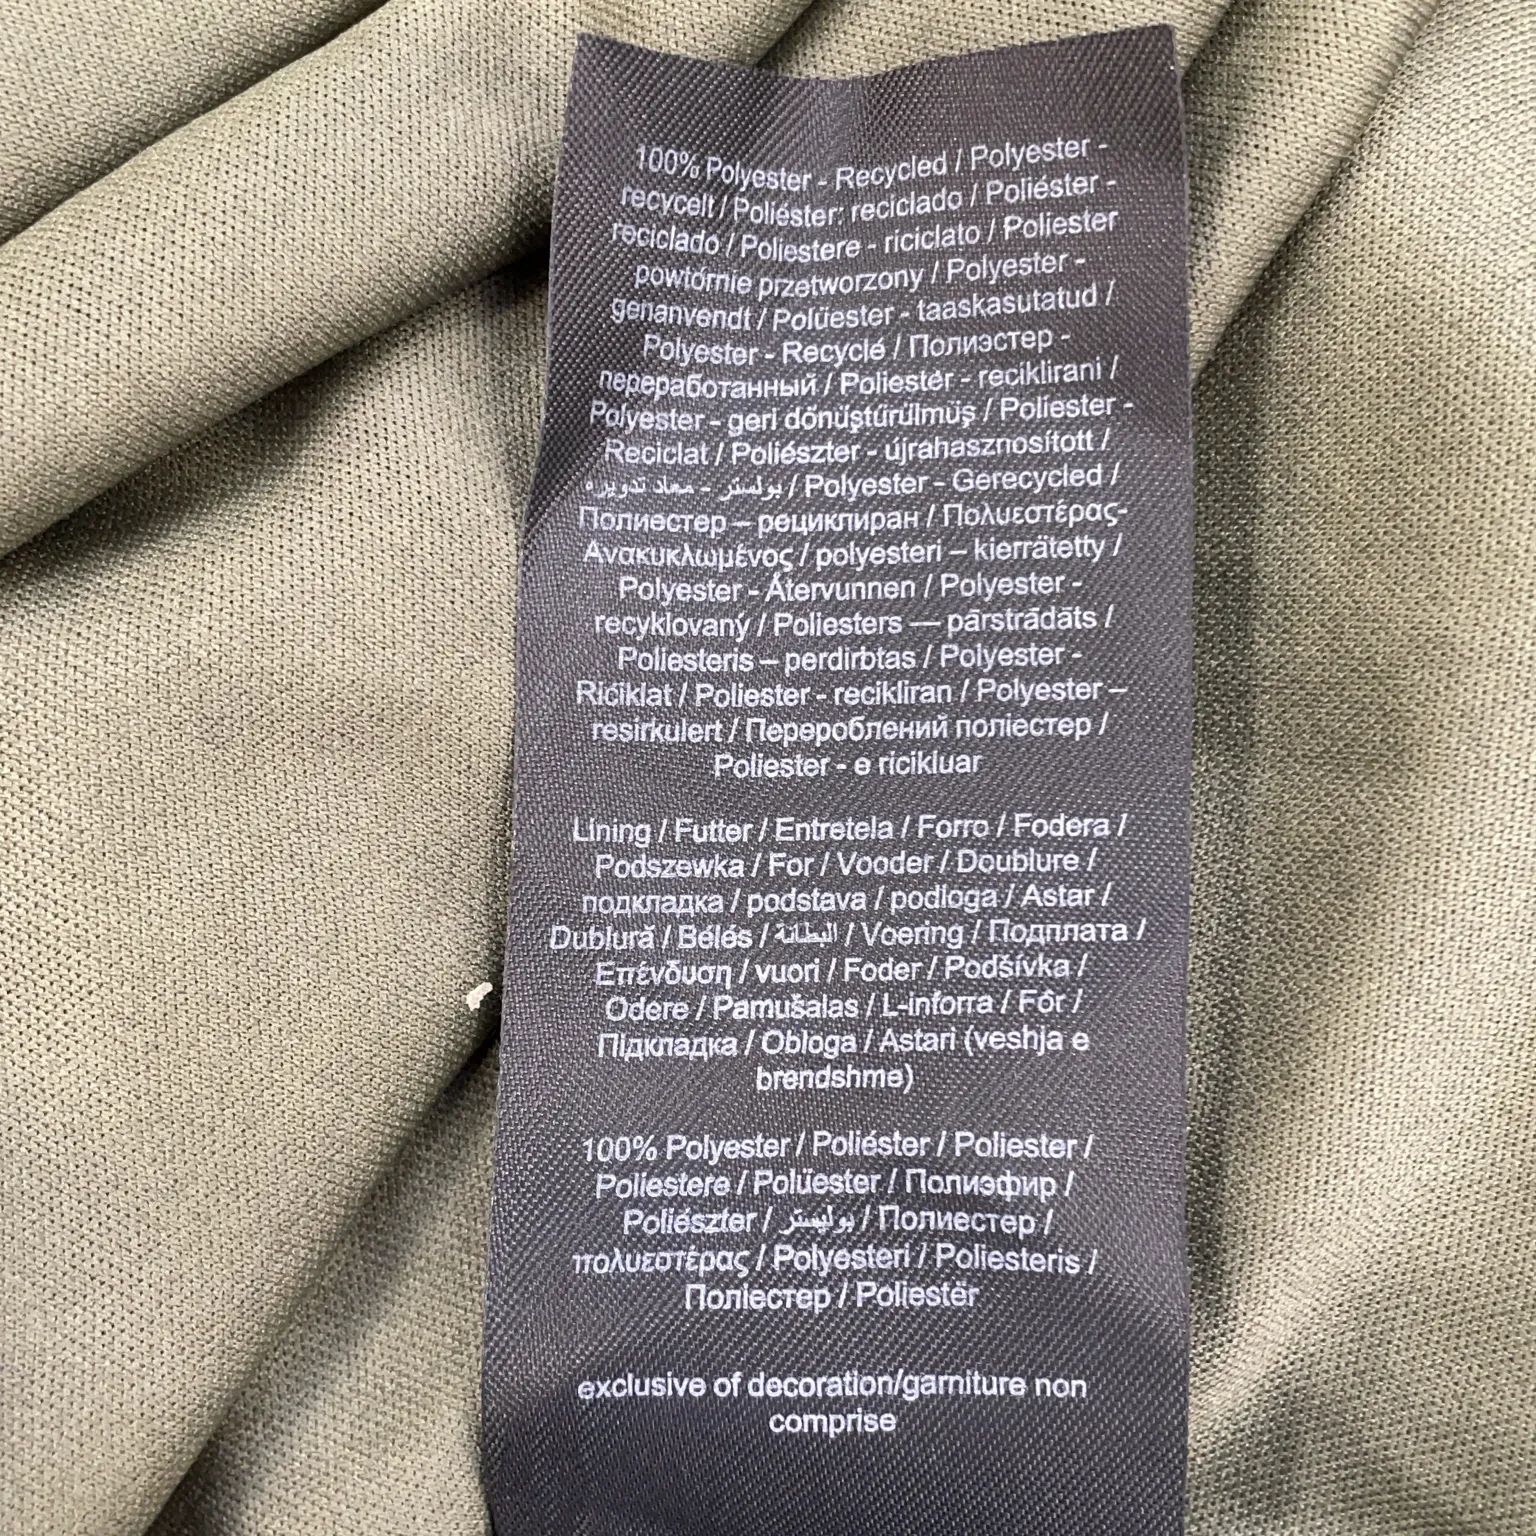 100% Polyester - Recycled / Polyester -
recycelt / Poliéster: reciclado / Poliéster -
reciclado / Poliestere - riciclato / Poliester
powtórnie przetworzony / Polyester -
genanvendt / Polüester - taaskasutatud /
Polyester - Recyclé / Полиэстер -
переработанный / Poliestér - reciklirani /
Polyester - geri dönüştürülmüş / Poliester -
Reciclat / Poliészter - újrahasznosított /
بولستر - معاد تدويره / Polyester - Gerecycled /
Полиестер – рециклиран / Πολυεστέρας-
Ανακυκλωμένος / polyesteri – kierrätetty /
Polyester - Återvunnen / Polyester -
recyklovaný / Poliesters — pārstrādāts /
Poliesteris – perdirbtas / Polyester -
Riċiklat / Poliester - recikliran / Polyester –
resirkulert / Перероблений поліестер /
Poliester - e ricikluar
Lining / Futter / Entretela / Forro / Fodera /
Podszewka / For / Vooder / Doublure /
подкладка / podstava / podloga / Astar /
Dublură / Bélés / البطانة / Voering / Подплата /
Επένδυση / vuori / Foder / Podšívka /
Odere / Pamušalas / L-inforra / Fôr /
Підкладка / Obloga / Astari (veshja e
brendshme)
100% Polyester / Poliéster / Poliester /
Poliestere / Polüester / Полиэфир /
Poliészter / بوليستر / Полиестер /
πολυεστέρας / Polyesteri / Poliesteris /
Поліестер / Poliestër
exclusive of decoration/garniture non
comprise